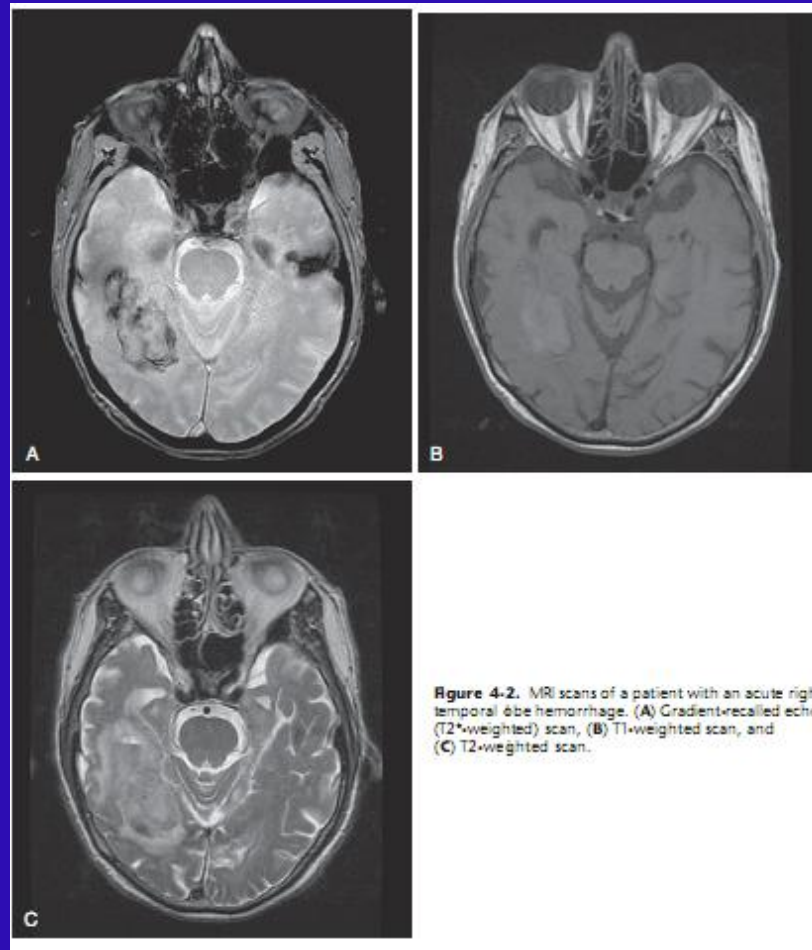 A
B
C
Figure 4-2. MRI scans of a patient with an acute righ
temporal lobe hemorrhage. (A) Gradient-recalled echo
(T2*-weighted) scan, (B) T1-weighted scan, and
(C) T2-weighted scan.